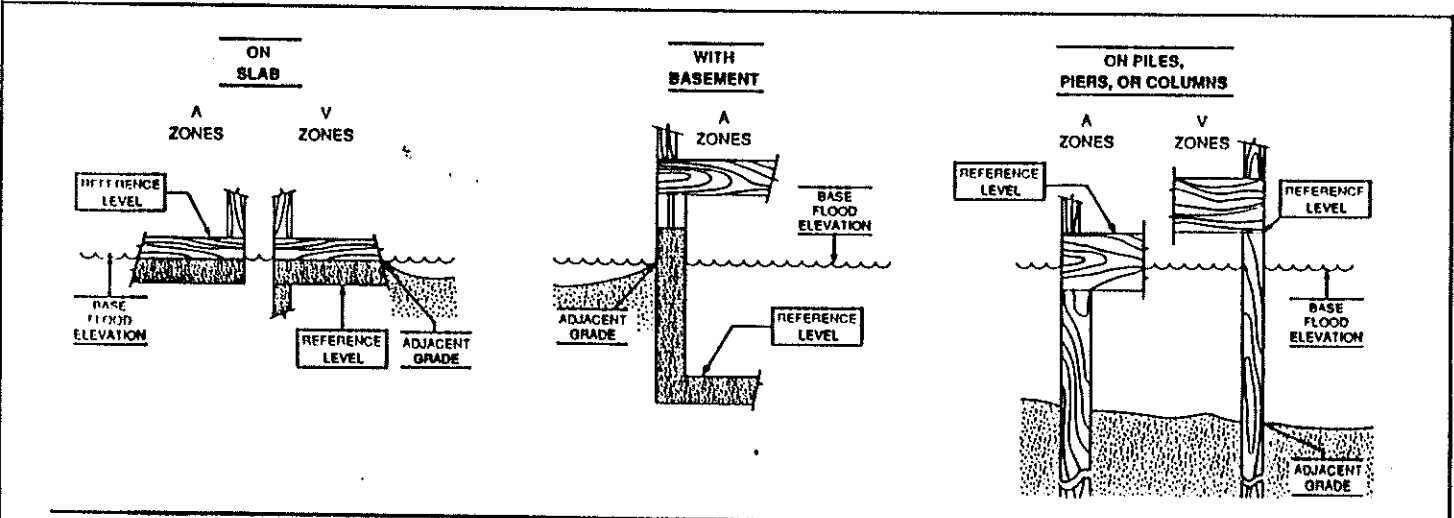 ON
SLAB
A
ZONES
V
ZONES
REFERENCE
LEVEL
BASE
FLOOD
ELEVATION
REFERENCE
LEVEL
ADJACENT
GRADE
WITH
BASEMENT
A
ZONES
BASE
FLOOD
ELEVATION
ADJACENT
GRADE
REFERENCE
LEVEL
ON PILES,
PIERS, OR COLUMNS
A
ZONES
V
ZONES
REFERENCE
LEVEL
REFERENCE
LEVEL
BASE
FLOOD
ELEVATION
ADJACENT
GRADE